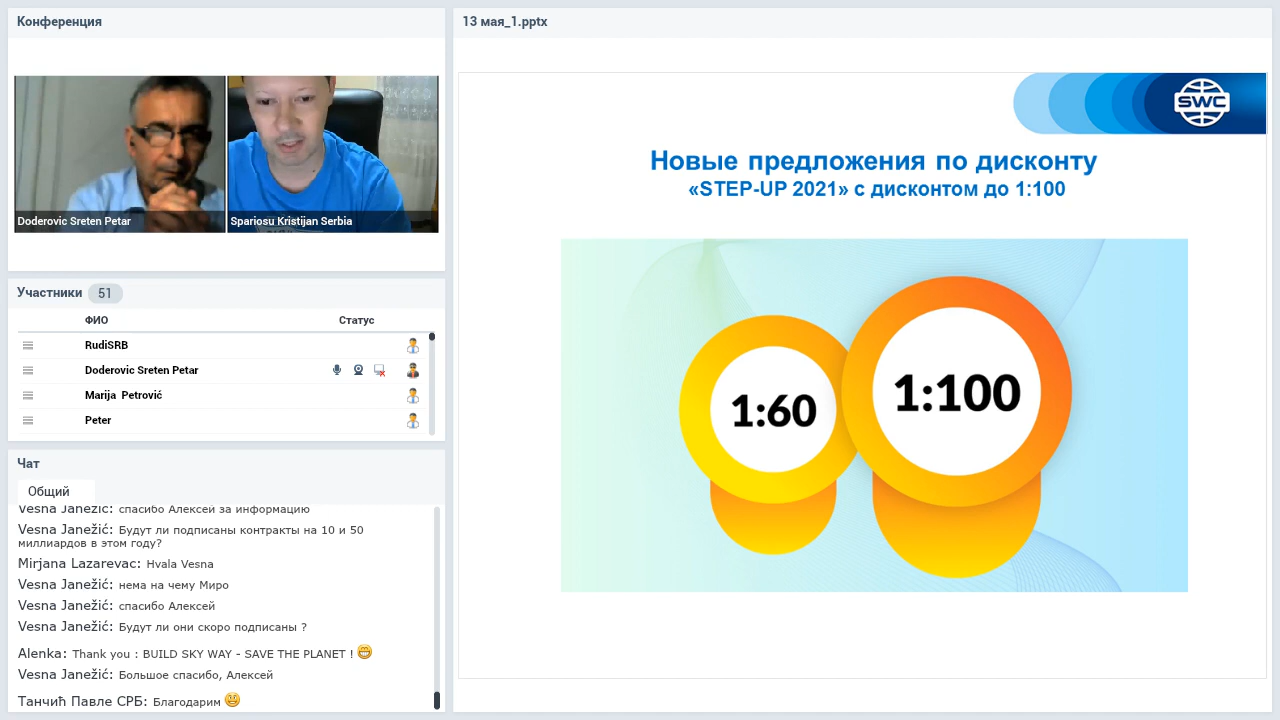 Конференция
Doderovic Sreten Petar
Spariosu Kristijan Serbia
Участники 51
ФИО Статус
RudiSRB
Doderovic Sreten Petar
Marija Petrović
Peter
Чат
Общий
Vesna Janežić: спасибо Алексей за информацию
Vesna Janežić: Будут ли подписаны контракты на 10 и 50
миллиардов в этом году?
Mirjana Lazarevac: Hvala Vesna
Vesna Janežić: нема на чему Миро
Vesna Janežić: спасибо Алексей
Vesna Janežić: Будут ли они скоро подписаны ?
Alenka: Thank you : BUILD SKY WAY - SAVE THE PLANET !
Vesna Janežić: Большое спасибо, Алексей
Танчић Павле СРБ: Благодарим
13 мая_1.pptx
SWC
Новые предложения по дисконту
«STEP-UP 2021» с дисконтом до 1:100
1:60
1:100